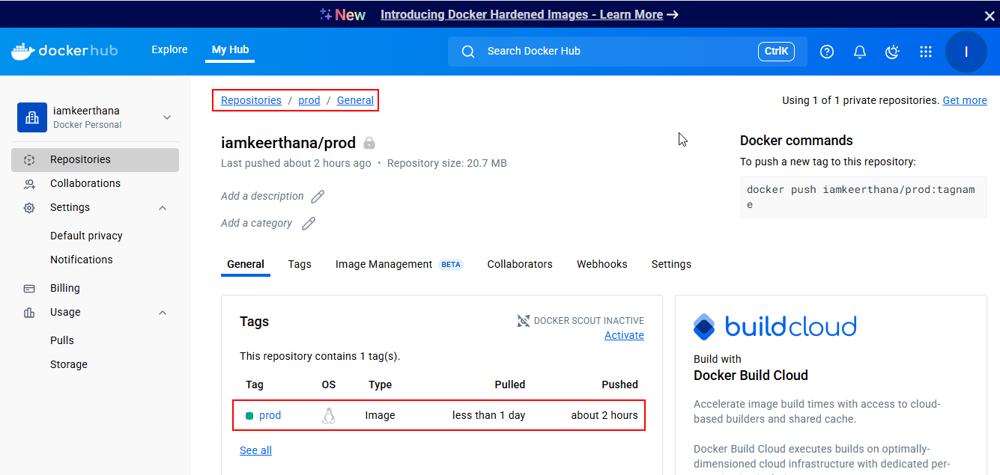 New Introducing Docker Hardened Images - Learn More →
dockerhub Explore My Hub Search Docker Hub CtrlK I
iamkeerthana
Docker Personal
Repositories
Collaborations
Settings
Default privacy
Notifications
Billing
Usage
Pulls
Storage
Repositories / prod / General
Using 1 of 1 private repositories. Get more
iamkeerthana/prod
Last pushed about 2 hours ago • Repository size: 20.7 MB
Add a description
Add a category
Docker commands
To push a new tag to this repository:
docker push iamkeerthana/prod:tagnam
e
General Tags Image Management BETA Collaborators Webhooks Settings
Tags
DOCKER SCOUT INACTIVE
Activate
This repository contains 1 tag(s).
Tag OS Type Pulled Pushed
prod Image less than 1 day about 2 hours
See all
buildcloud
Build with
Docker Build Cloud
Accelerate image build times with access to cloud-
based builders and shared cache.
Docker Build Cloud executes builds on optimally-
dimensioned cloud infrastructure with dedicated per-